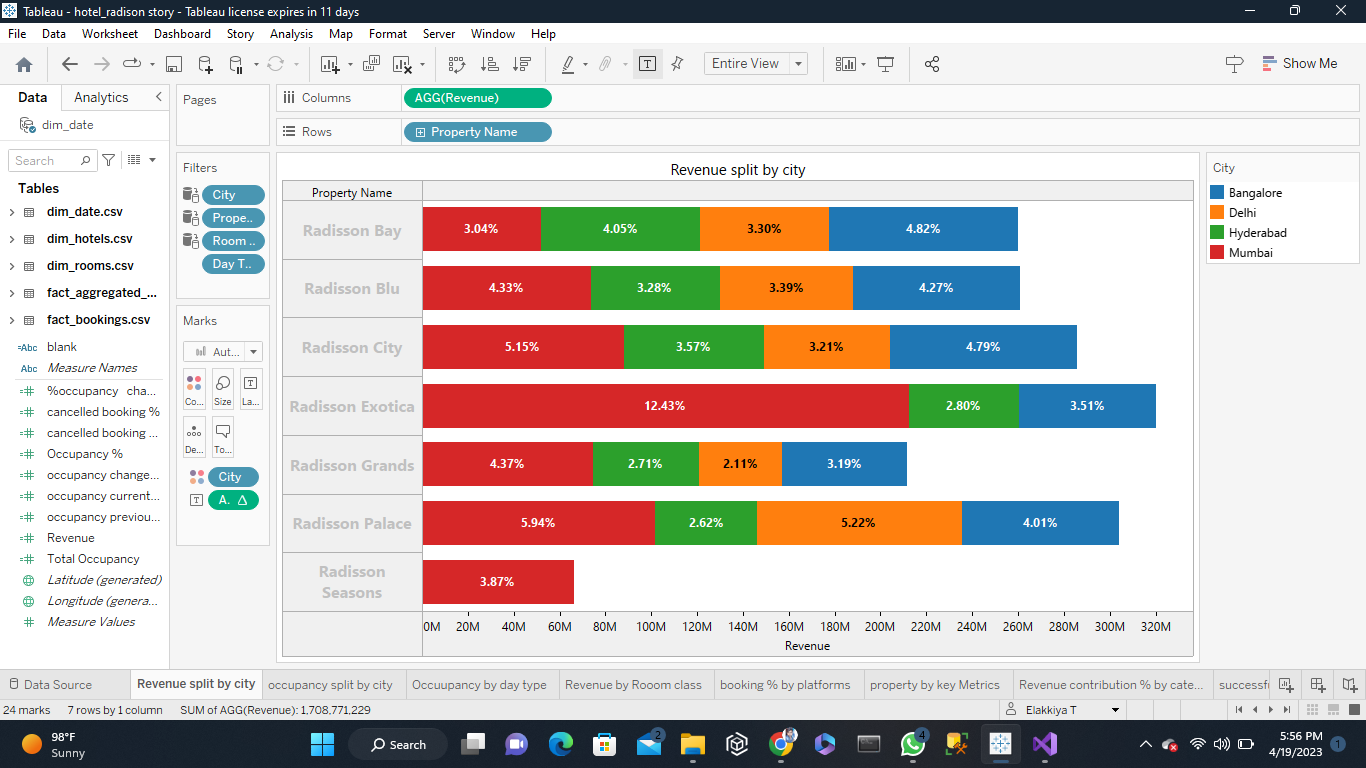 Tableau - hotel_radison story - Tableau license expires in 11 days
File Data Worksheet Dashboard Story Analysis Map Format Server Window Help
Entire View
Show Me
Data Analytics
dim_date
Search
Tables
dim_date.csv
dim_hotels.csv
dim_rooms.csv
fact_aggregated_...
fact_bookings.csv
=Abc blank
Abc Measure Names
%occupancy cha...
cancelled booking %
cancelled booking ...
Occupancy %
occupancy change...
occupancy current...
occupancy previou...
Revenue
Total Occupancy
Latitude (generated)
Longitude (genera...
Measure Values
Pages
Filters
City
Prope..
Room ..
Day T..
Marks
Aut...
Co... Size La...
De... To...
City
A. Δ
Columns AGG(Revenue)
Rows Property Name
Revenue split by city
Property Name
Radisson Bay 3.04% 4.05% 3.30% 4.82%
Radisson Blu 4.33% 3.28% 3.39% 4.27%
Radisson City 5.15% 3.57% 3.21% 4.79%
Radisson Exotica 12.43% 2.80% 3.51%
Radisson Grands 4.37% 2.71% 2.11% 3.19%
Radisson Palace 5.94% 2.62% 5.22% 4.01%
Radisson
Seasons
3.87%
0M 20M 40M 60M 80M 100M 120M 140M 160M 180M 200M 220M 240M 260M 280M 300M 320M
Revenue
City
Bangalore
Delhi
Hyderabad
Mumbai
Data Source Revenue split by city occupancy split by city Occuupancy by day type Revenue by Rooom class booking % by platforms property by key Metrics Revenue contribution % by cate... successfu
24 marks 7 rows by 1 column SUM of AGG(Revenue): 1,708,771,229 Elakkiya T
98°F
Sunny
Search
2
4
5:56 PM
4/19/2023
1